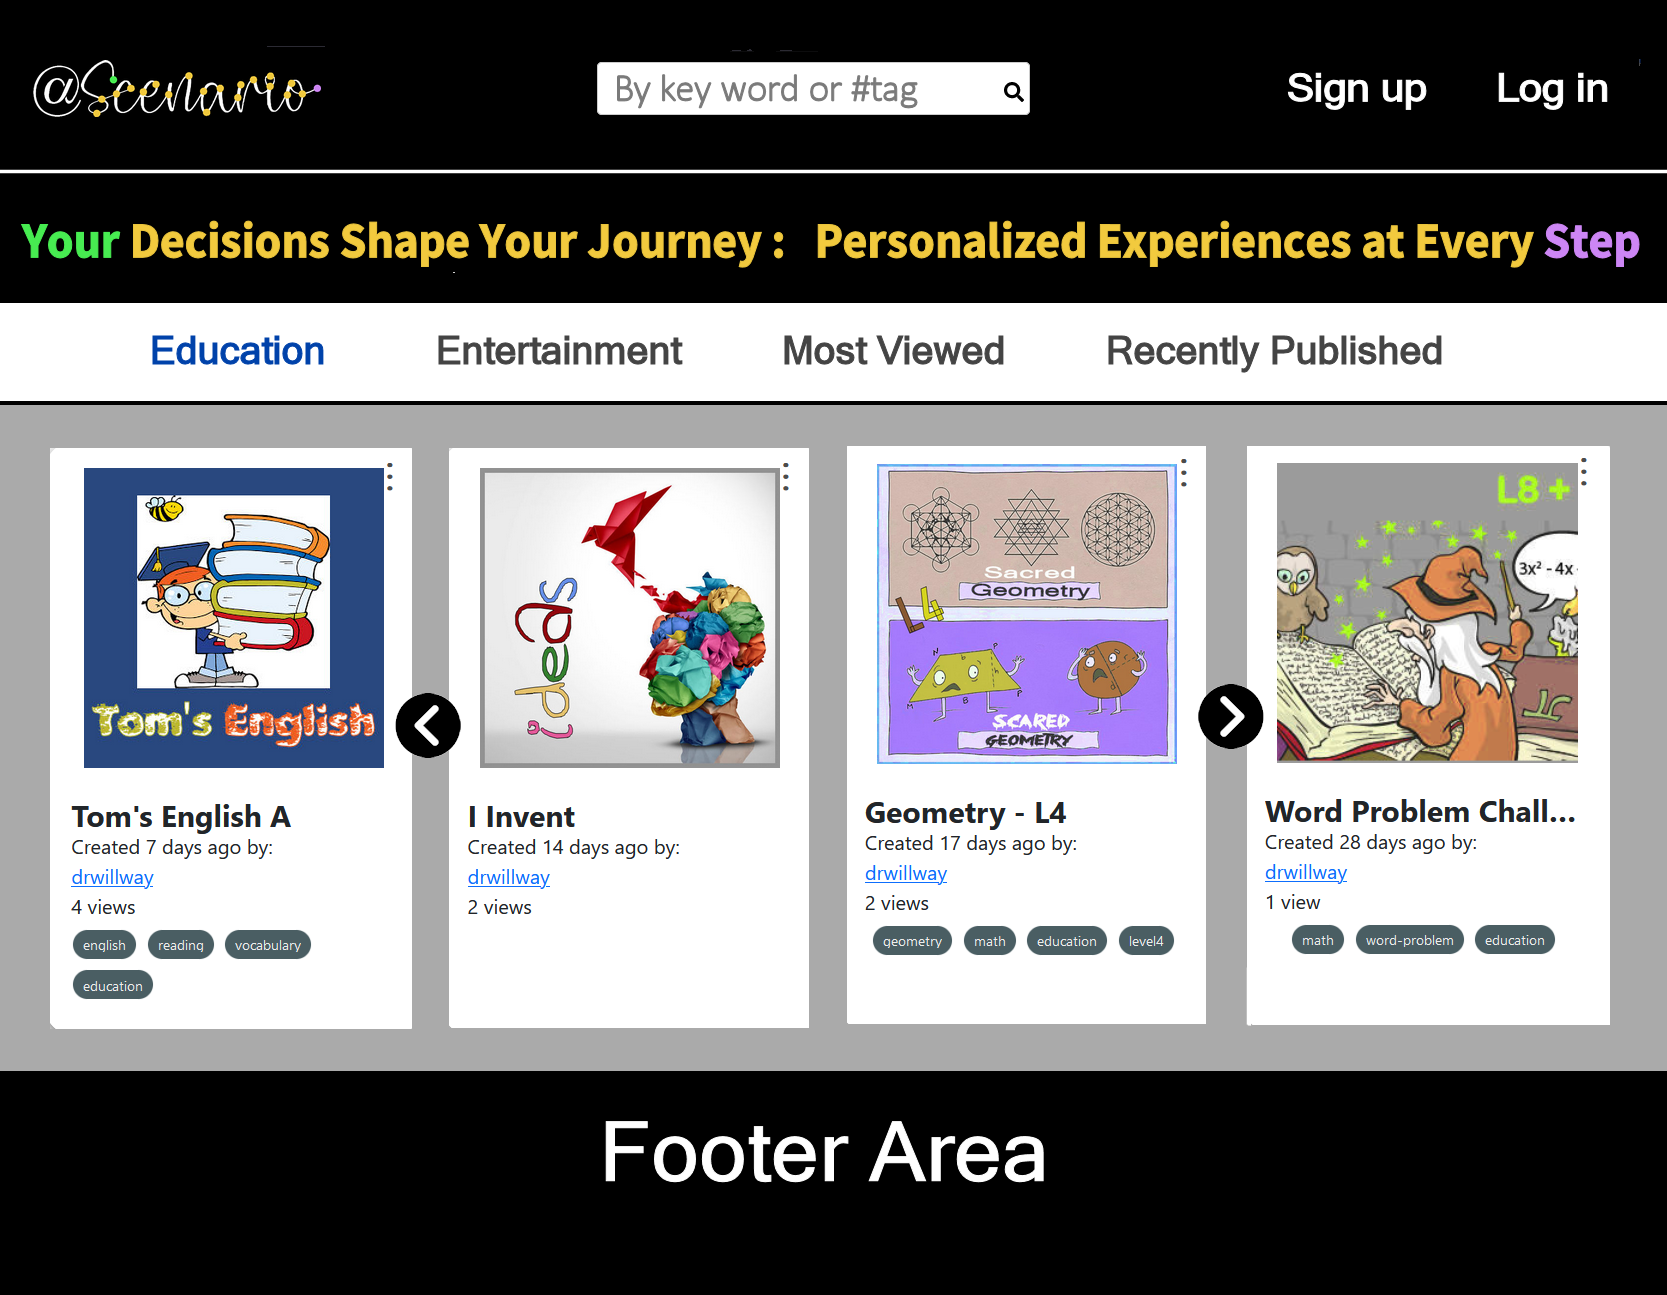 @Scenario
By key word or #tag
Sign up
Log in
Your Decisions Shape Your Journey : Personalized Experiences at Every Step
Education
Entertainment
Most Viewed
Recently Published
Tom's English
Tom's English A
Created 7 days ago by:
drwillway
4 views
english
reading
vocabulary
education
ideas
I Invent
Created 14 days ago by:
drwillway
2 views
Sacred
Geometry
L4
N
b
P
M
B
P
SCARED
GEOMETRY
Geometry - L4
Created 17 days ago by:
drwillway
2 views
geometry
math
education
level4
L8 +
3x² - 4x
Word Problem Chall...
Created 28 days ago by:
drwillway
1 view
math
word-problem
education
Footer Area